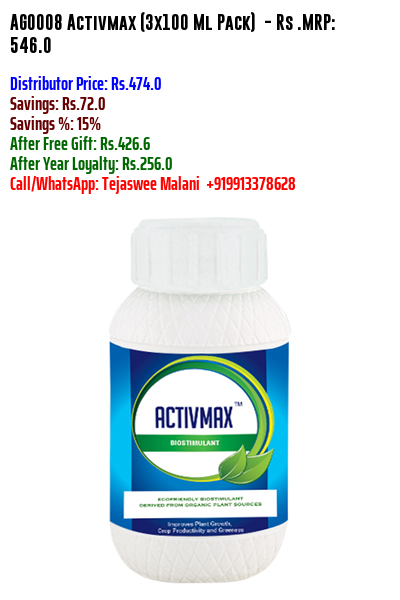 AG0008 Activmax (3x100 Ml Pack) - Rs .MRP:
546.0
Distributor Price: Rs.474.0
Savings: Rs.72.0
Savings %: 15%
After Free Gift: Rs.426.6
After Year Loyalty: Rs.256.0
Call/WhatsApp: Tejaswee Malani +919913378628
ACTIVMAX™
BIOSTIMULANT
ECOFRIENDLY BIOSTIMULANT
DERIVED FROM ORGANIC PLANT SOURCES
Improves Plant Growth,
Crop Productivity and Greeness